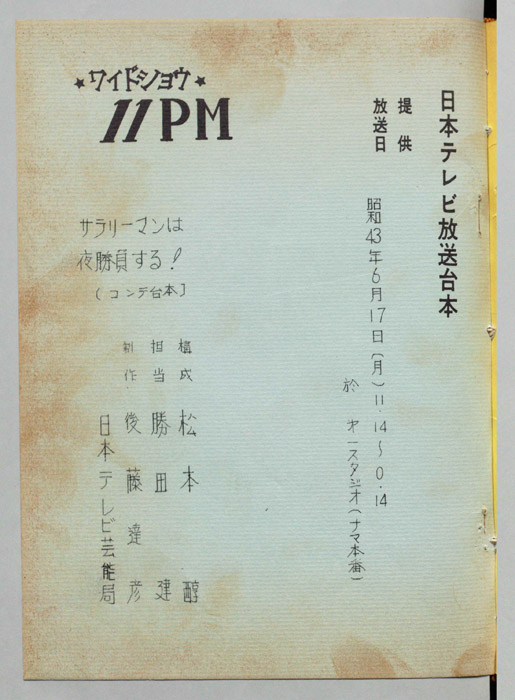 日本テレビ放送台本
提供
放送日
昭和43年6月17日(月)11.14〜0.14
於 才一スタジオ(ナマ本番)
★ワイドショウ★
11PM
サラリーマンは
夜勝負する!
(コンテ台本)
構成 松本醇
担当 勝田建
制作 後藤達彦
日本テレビ芸能局